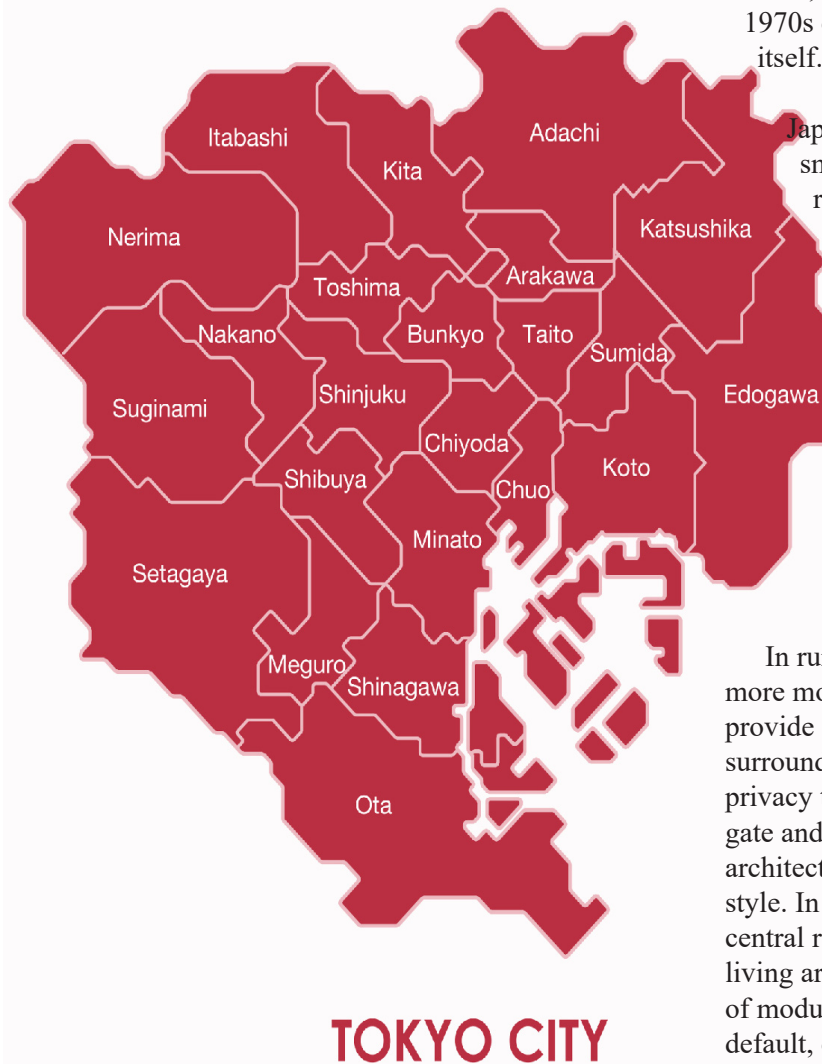 1970s
itself.
Jap
Itabashi
Adachi
Kita
Katsushika
Nerima
Arakawa
Toshima
Nakano
Bunkyo
Taito
Sumida
Suginami
Shinjuku
Edogawa
Chiyoda
Koto
Shibuya
Chuo
Minato
Setagaya
Meguro
Shinagawa
Ota
TOKYO CITY
In ru
more mo
provide
surround
privacy
gate and
architect
style. In
central r
living ar
of modu
default,